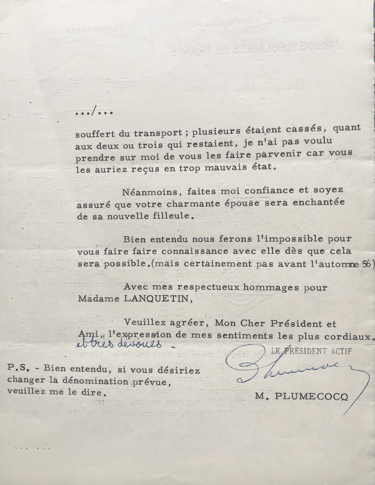 .../...
souffert du transport ; plusieurs étaient cassés, quant
aux deux ou trois qui restaient, je n'ai pas voulu
prendre sur moi de vous les faire parvenir car vous
les auriez reçus en trop mauvais état.
Néanmoins, faites moi confiance et soyez
assuré que votre charmante épouse sera enchantée
de sa nouvelle filleule.
Bien entendu nous ferons l'impossible pour
vous faire faire connaissance avec elle dès que cela
sera possible.(mais certainement pas avant l'automne 56)
Avec mes respectueux hommages pour
Madame LANQUETIN,
Veuillez agréer, Mon Cher Président et
Ami, l'expression de mes sentiments les plus cordiaux.
et très dévoués -
LE PRÉSIDENT ACTIF
P.S. - Bien entendu, si vous désiriez
changer la dénomination prévue,
veuillez me le dire.
M. PLUMECOCQ